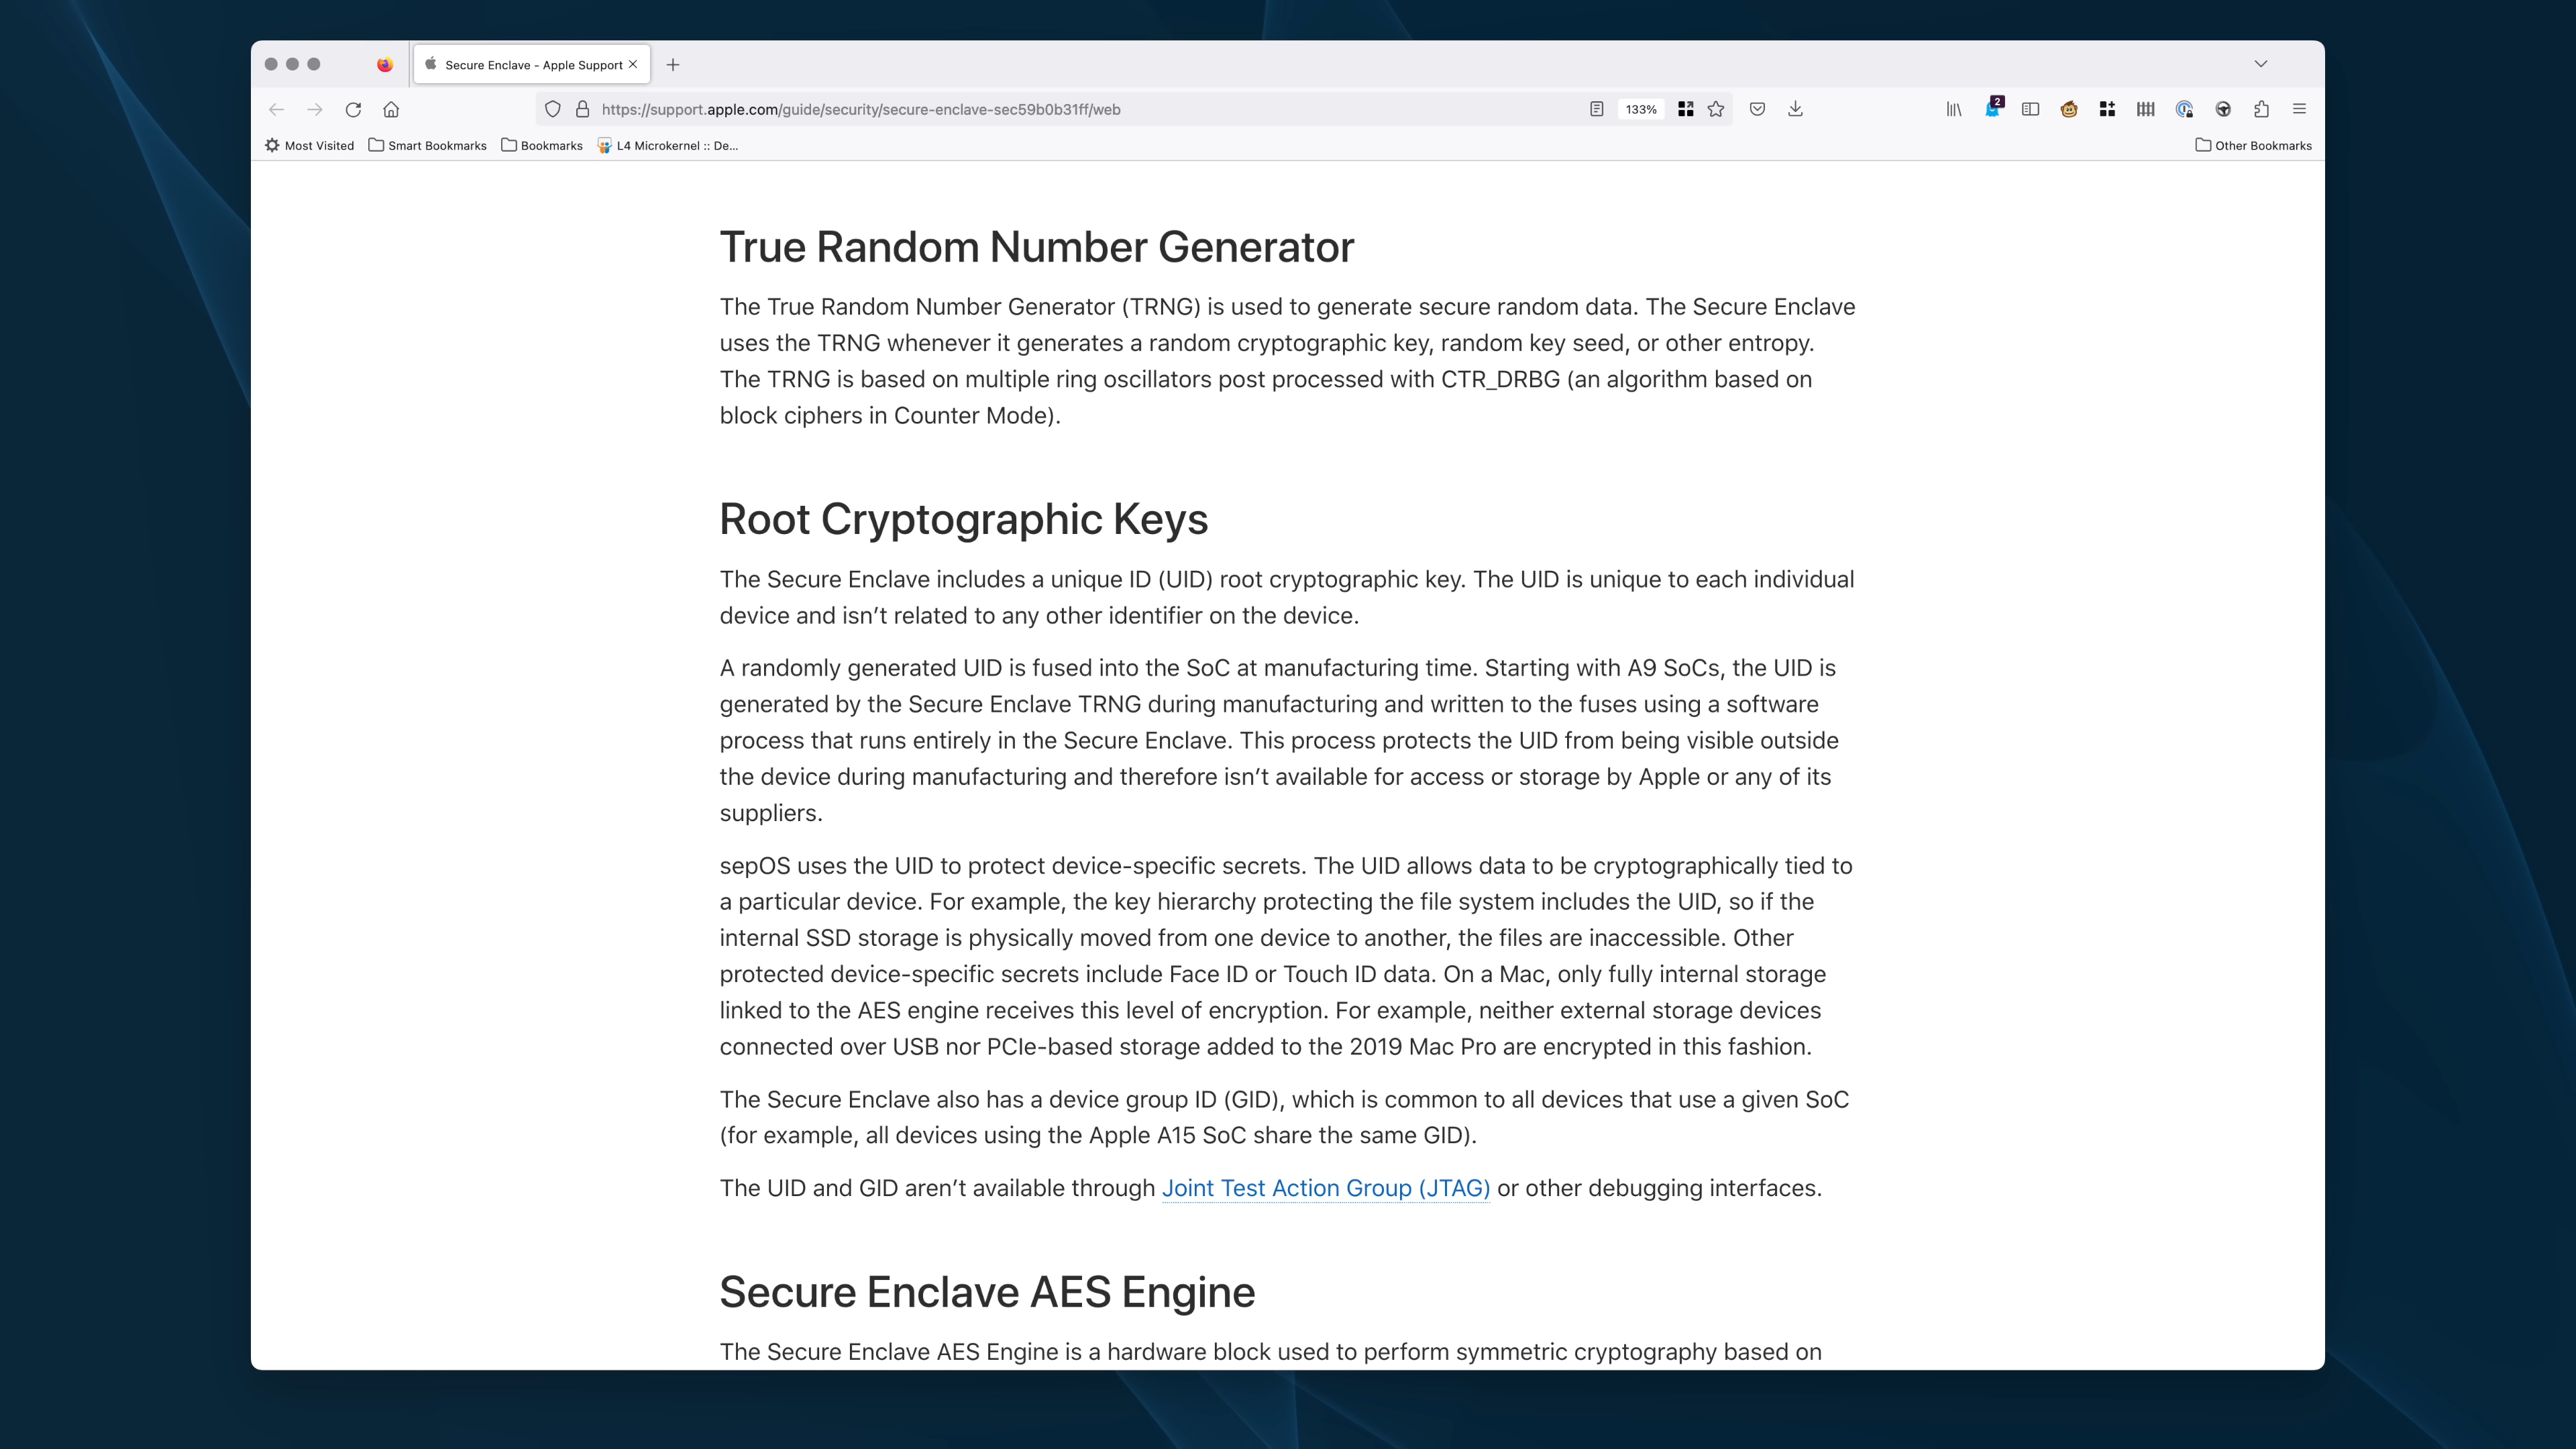 Secure Enclave - Apple Support
https://support.apple.com/guide/security/secure-enclave-sec59b0b31ff/web
133%
2
Most Visited
Smart Bookmarks
Bookmarks
L4 Microkernel :: De...
Other Bookmarks
True Random Number Generator
The True Random Number Generator (TRNG) is used to generate secure random data. The Secure Enclave
uses the TRNG whenever it generates a random cryptographic key, random key seed, or other entropy.
The TRNG is based on multiple ring oscillators post processed with CTR_DRBG (an algorithm based on
block ciphers in Counter Mode).
Root Cryptographic Keys
The Secure Enclave includes a unique ID (UID) root cryptographic key. The UID is unique to each individual
device and isn’t related to any other identifier on the device.
A randomly generated UID is fused into the SoC at manufacturing time. Starting with A9 SoCs, the UID is
generated by the Secure Enclave TRNG during manufacturing and written to the fuses using a software
process that runs entirely in the Secure Enclave. This process protects the UID from being visible outside
the device during manufacturing and therefore isn’t available for access or storage by Apple or any of its
suppliers.
sepOS uses the UID to protect device-specific secrets. The UID allows data to be cryptographically tied to
a particular device. For example, the key hierarchy protecting the file system includes the UID, so if the
internal SSD storage is physically moved from one device to another, the files are inaccessible. Other
protected device-specific secrets include Face ID or Touch ID data. On a Mac, only fully internal storage
linked to the AES engine receives this level of encryption. For example, neither external storage devices
connected over USB nor PCIe-based storage added to the 2019 Mac Pro are encrypted in this fashion.
The Secure Enclave also has a device group ID (GID), which is common to all devices that use a given SoC
(for example, all devices using the Apple A15 SoC share the same GID).
The UID and GID aren’t available through Joint Test Action Group (JTAG) or other debugging interfaces.
Secure Enclave AES Engine
The Secure Enclave AES Engine is a hardware block used to perform symmetric cryptography based on